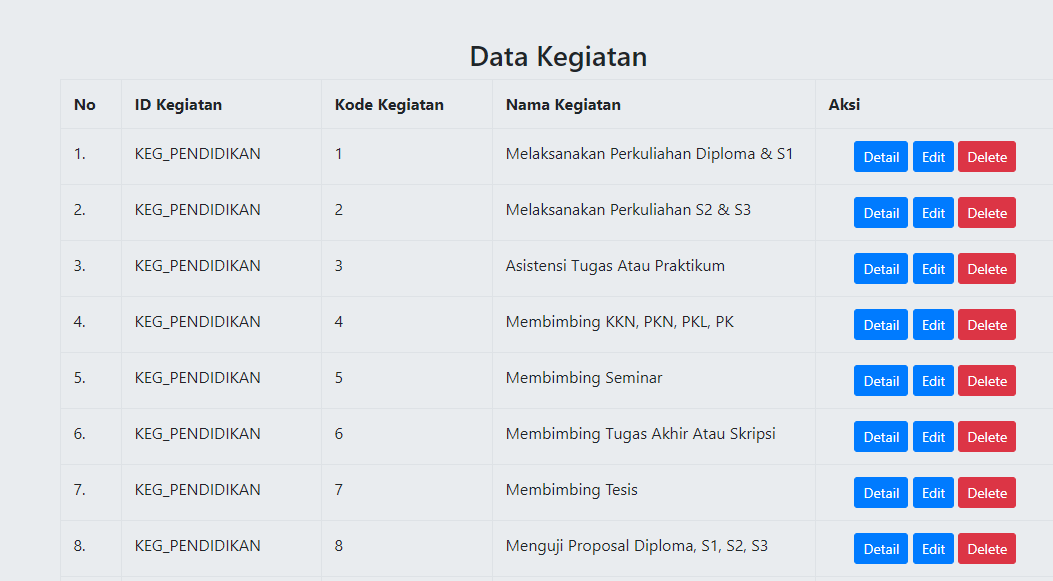 Data Kegiatan
No ID Kegiatan Kode Kegiatan Nama Kegiatan Aksi
1. KEG_PENDIDIKAN 1 Melaksanakan Perkuliahan Diploma & S1 Detail Edit Delete
2. KEG_PENDIDIKAN 2 Melaksanakan Perkuliahan S2 & S3 Detail Edit Delete
3. KEG_PENDIDIKAN 3 Asistensi Tugas Atau Praktikum Detail Edit Delete
4. KEG_PENDIDIKAN 4 Membimbing KKN, PKN, PKL, PK Detail Edit Delete
5. KEG_PENDIDIKAN 5 Membimbing Seminar Detail Edit Delete
6. KEG_PENDIDIKAN 6 Membimbing Tugas Akhir Atau Skripsi Detail Edit Delete
7. KEG_PENDIDIKAN 7 Membimbing Tesis Detail Edit Delete
8. KEG_PENDIDIKAN 8 Menguji Proposal Diploma, S1, S2, S3 Detail Edit Delete